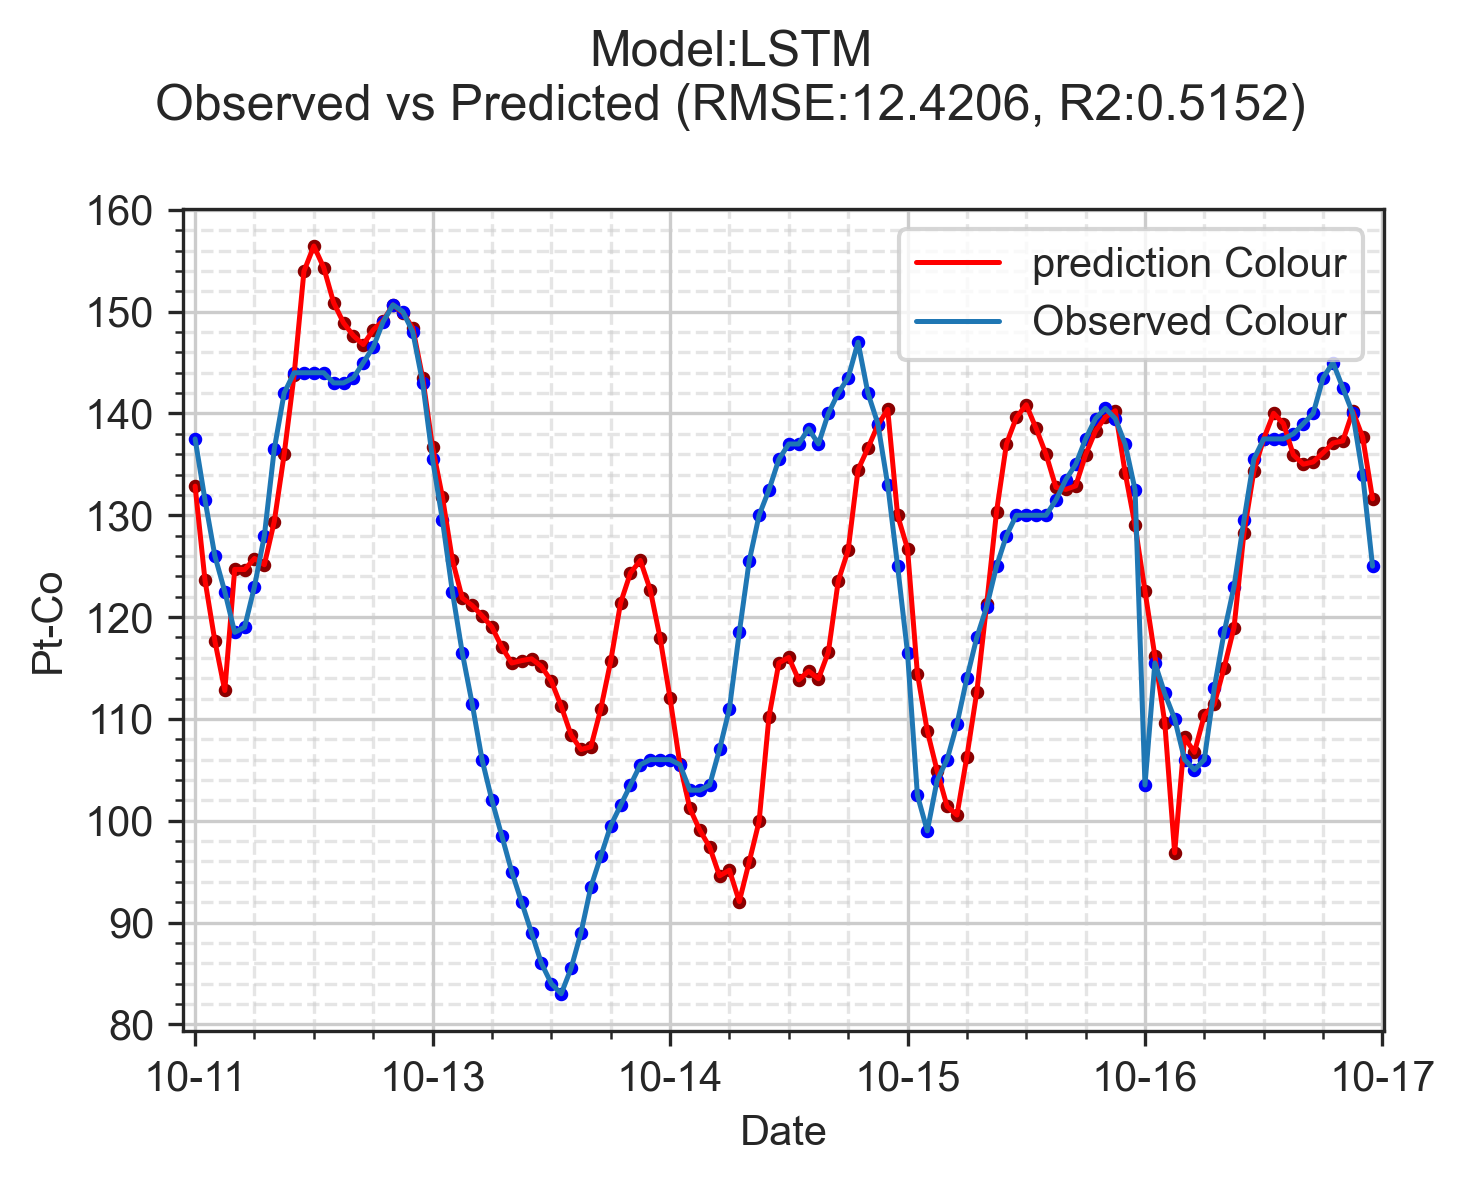 Model:LSTM
Observed vs Predicted (RMSE:12.4206, R2:0.5152)
160
150
140
130
120
110
100
90
80
Pt-Co
prediction Colour
Observed Colour
10-11
10-13
10-14
10-15
10-16
10-17
Date